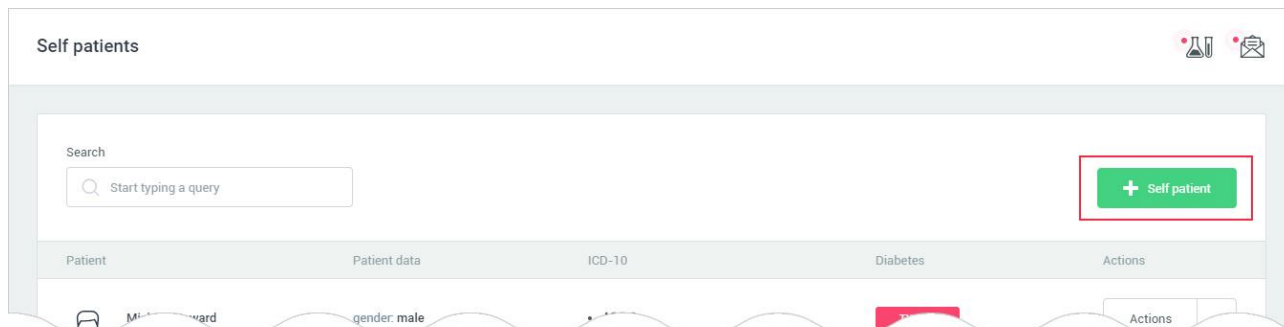 Self patients
Search
Start typing a query
Self patient
Patient Patient data ICD-10 Diabetes Actions
gender: male Actions